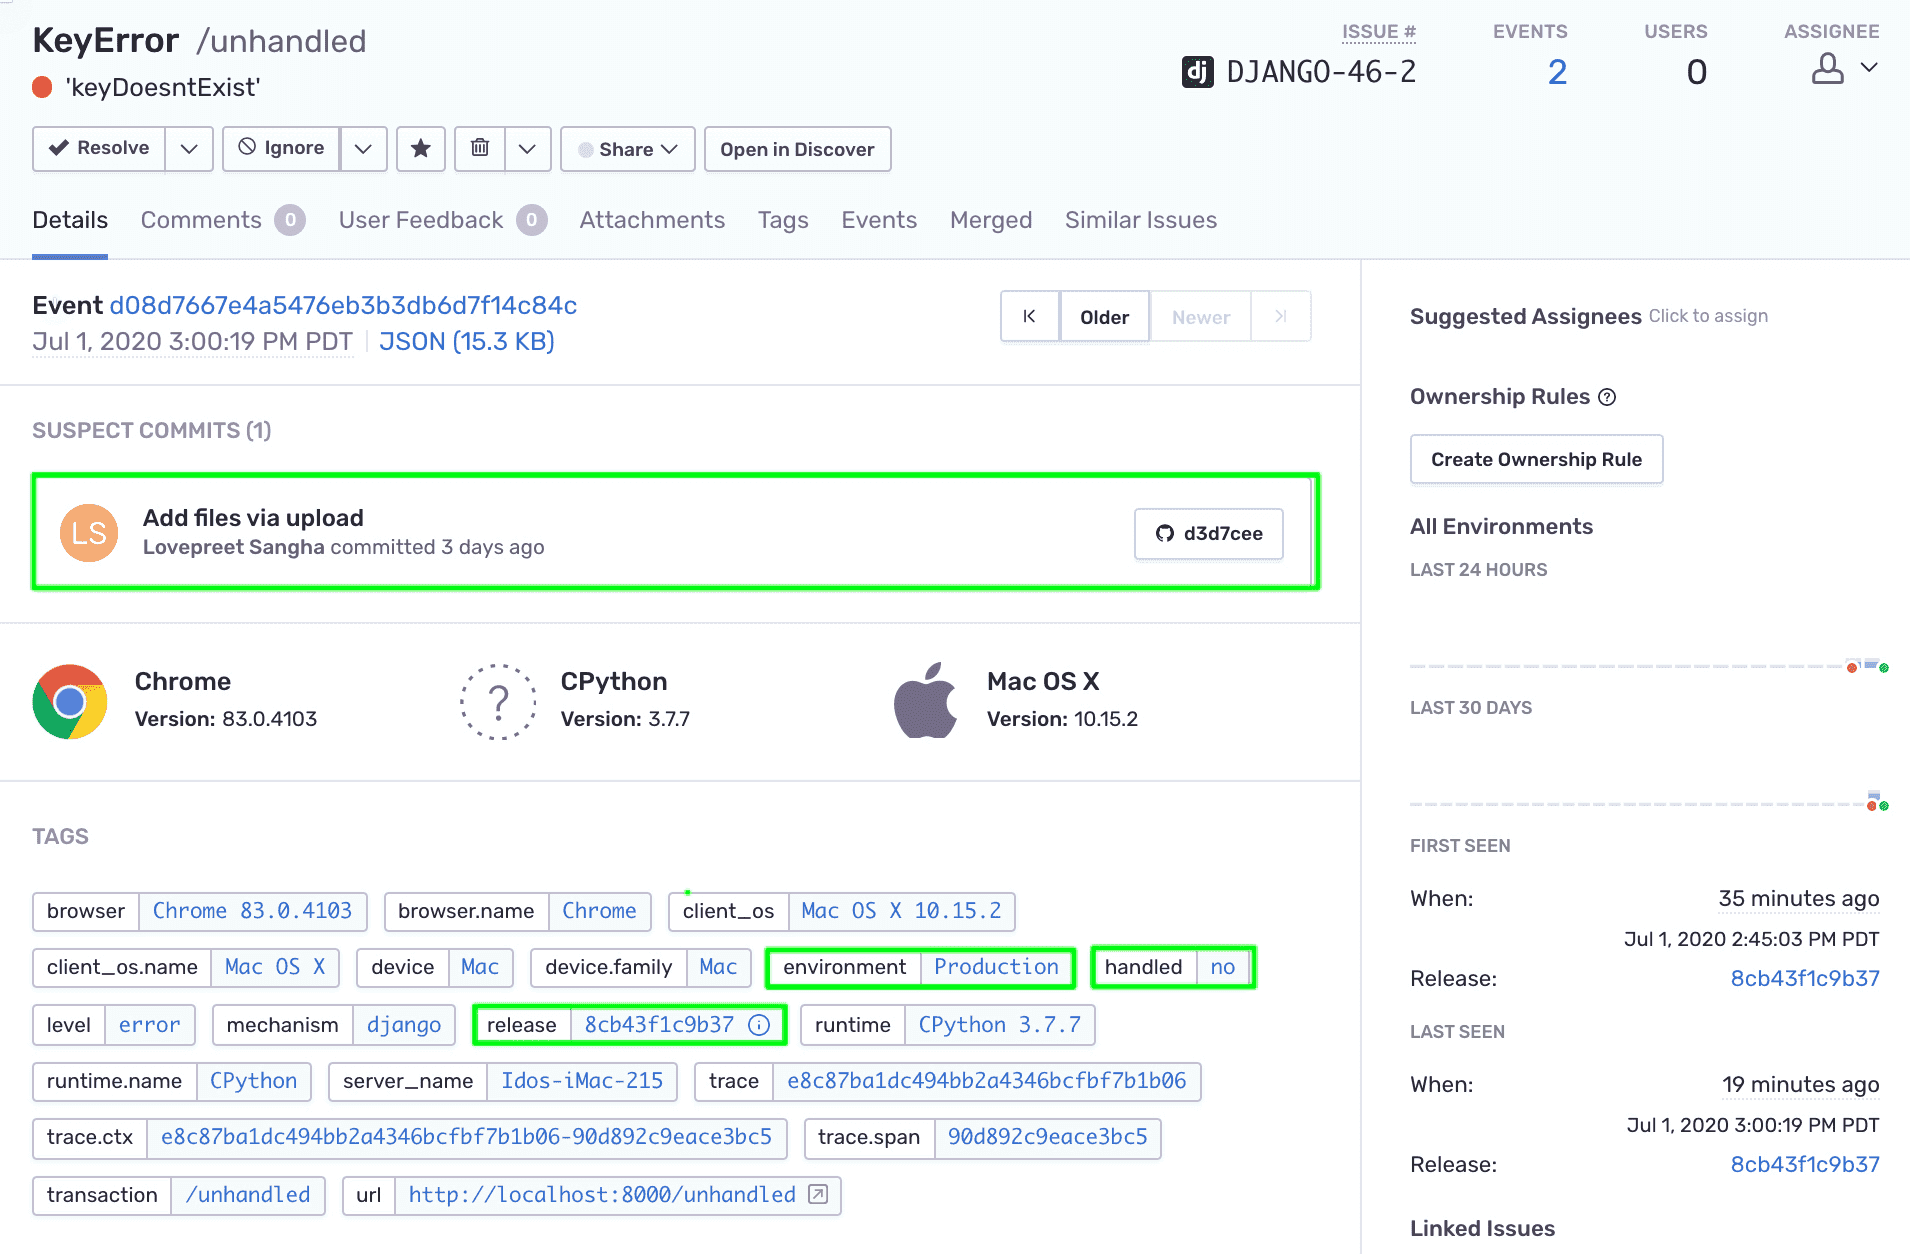 KeyError /unhandled
'keyDoesntExist'
ISSUE # EVENTS USERS ASSIGNEE
dj DJANGO-46-2 2 0
Resolve Ignore Share Open in Discover
Details Comments 0 User Feedback 0 Attachments Tags Events Merged Similar Issues
Event d08d7667e4a5476eb3b3db6d7f14c84c
Jul 1, 2020 3:00:19 PM PDT JSON (15.3 KB)
Older Newer
SUSPECT COMMITS (1)
LS
Add files via upload
Lovepreet Sangha committed 3 days ago
d3d7cee
Chrome
Version: 83.0.4103
?
CPython
Version: 3.7.7
Mac OS X
Version: 10.15.2
TAGS
browser Chrome 83.0.4103 browser.name Chrome client_os Mac OS X 10.15.2
client_os.name Mac OS X device Mac device.family Mac environment Production handled no
level error mechanism django release 8cb43f1c9b37 runtime CPython 3.7.7
runtime.name CPython server_name Idos-iMac-215 trace e8c87ba1dc494bb2a4346bcfbf7b1b06
trace.ctx e8c87ba1dc494bb2a4346bcfbf7b1b06-90d892c9eace3bc5 trace.span 90d892c9eace3bc5
transaction /unhandled url http://localhost:8000/unhandled
Suggested Assignees Click to assign
Ownership Rules ?
Create Ownership Rule
All Environments
LAST 24 HOURS
LAST 30 DAYS
FIRST SEEN
When: 35 minutes ago
Jul 1, 2020 2:45:03 PM PDT
Release: 8cb43f1c9b37
LAST SEEN
When: 19 minutes ago
Jul 1, 2020 3:00:19 PM PDT
Release: 8cb43f1c9b37
Linked Issues